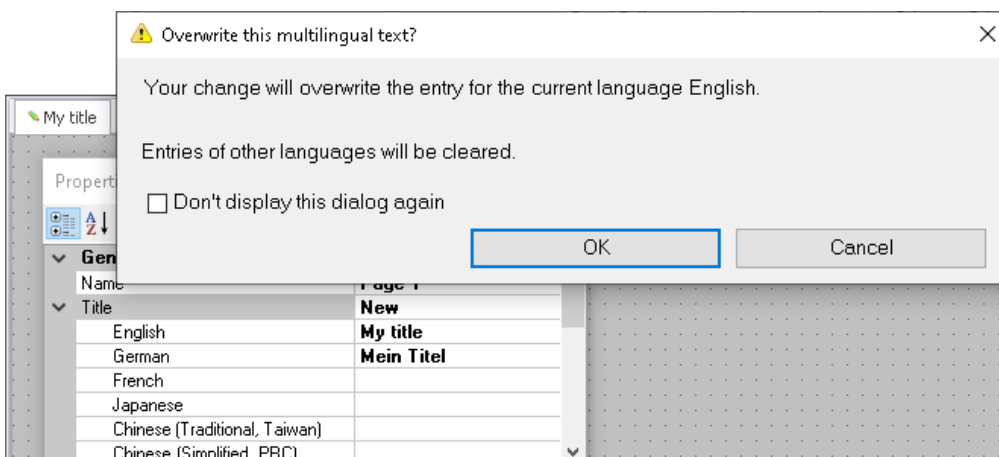 Overwrite this multilingual text?
Your change will overwrite the entry for the current language English.
My title
Entries of other languages will be cleared.
Don't display this dialog again
OK Cancel
Name Page 1
Title New
English My title
German Mein Titel
French
Japanese
Chinese (Traditional, Taiwan)
Chinese (Simplified, PRC)